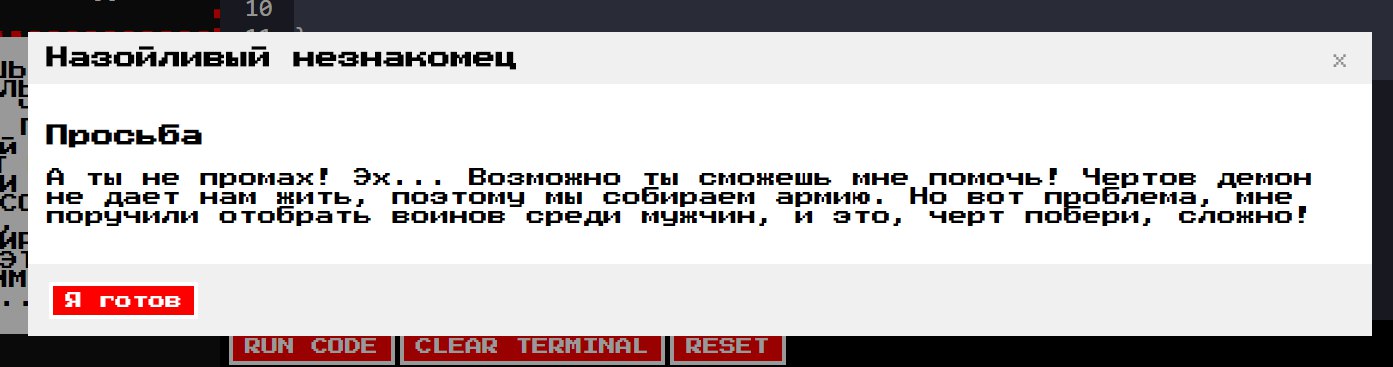 10
11 }
Назойливый незнакомец
x
Просьба
А ты не промах! Эх... Возможно ты сможешь мне помочь! Чертов демон
не дает нам жить, поэтому мы собираем армию. Но вот проблема, мне
поручили отобрать воинов среди мужчин, и это, черт побери, сложно!
Я готов
RUN CODE
CLEAR TERMINAL
RESET